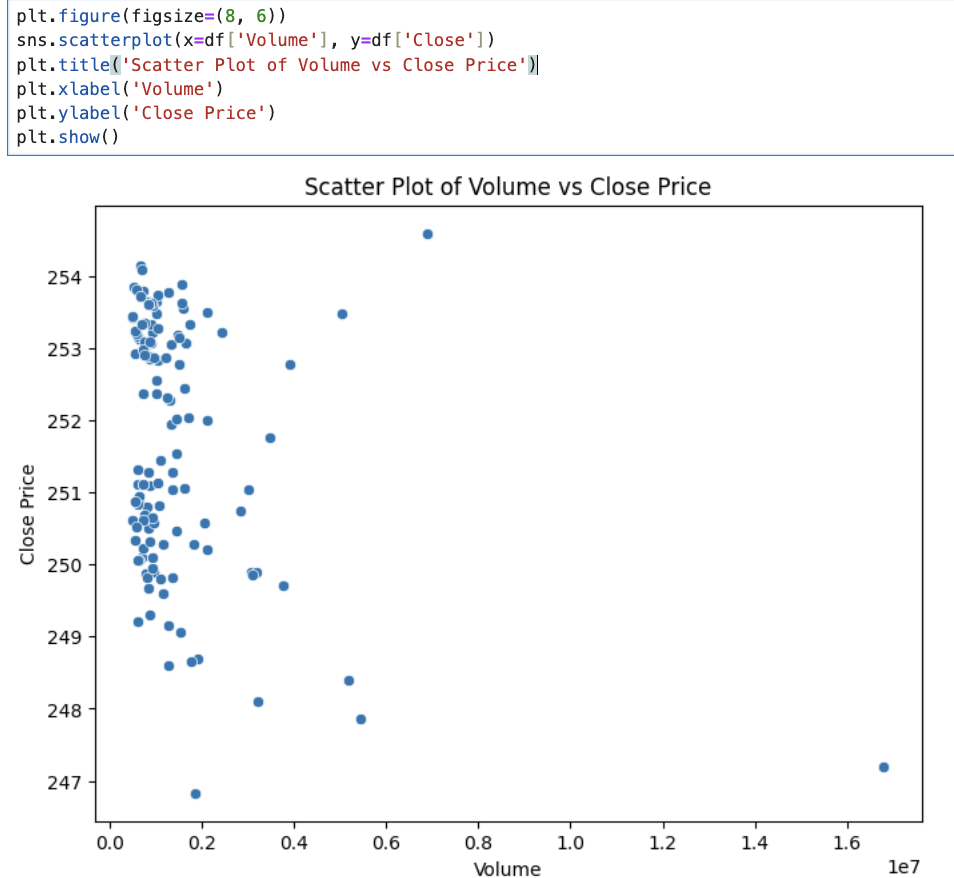 plt.figure(figsize=(8, 6))
sns.scatterplot(x=df['Volume'], y=df['Close'])
plt.title('Scatter Plot of Volume vs Close Price')
plt.xlabel('Volume')
plt.ylabel('Close Price')
plt.show()
Scatter Plot of Volume vs Close Price
Close Price
254
253
252
251
250
249
248
247
0.0 0.2 0.4 0.6 0.8 1.0 1.2 1.4 1.6
1e7
Volume